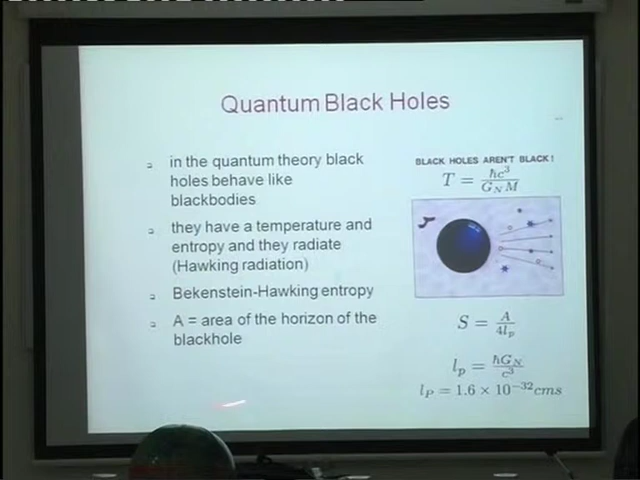 Quantum Black Holes
in the quantum theory black
holes behave like
blackbodies
they have a temperature and
entropy and they radiate
(Hawking radiation)
Bekenstein-Hawking entropy
A = area of the horizon of the
blackhole
BLACK HOLES AREN'T BLACK!
T = ħc³/G_N M
S = A/4l_p
l_p = ħG_N/c³
l_P = 1.6 × 10⁻³² cms